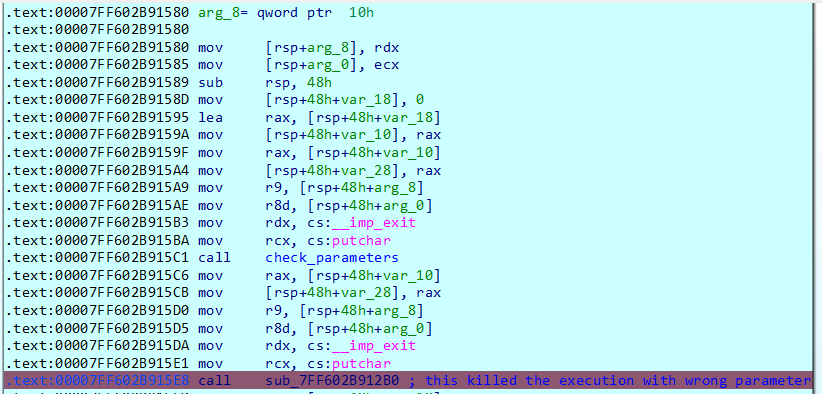 .text:00007FF602B91580 arg_8= qword ptr  10h
.text:00007FF602B91580
.text:00007FF602B91580 mov     [rsp+arg_8], rdx
.text:00007FF602B91585 mov     [rsp+arg_0], ecx
.text:00007FF602B91589 sub     rsp, 48h
.text:00007FF602B9158D mov     [rsp+48h+var_18], 0
.text:00007FF602B91595 lea     rax, [rsp+48h+var_18]
.text:00007FF602B9159A mov     [rsp+48h+var_10], rax
.text:00007FF602B9159F mov     rax, [rsp+48h+var_10]
.text:00007FF602B915A4 mov     [rsp+48h+var_28], rax
.text:00007FF602B915A9 mov     r9, [rsp+48h+arg_8]
.text:00007FF602B915AE mov     r8d, [rsp+48h+arg_0]
.text:00007FF602B915B3 mov     rdx, cs:__imp_exit
.text:00007FF602B915BA mov     rcx, cs:putchar
.text:00007FF602B915C1 call    check_parameters
.text:00007FF602B915C6 mov     rax, [rsp+48h+var_10]
.text:00007FF602B915CB mov     [rsp+48h+var_28], rax
.text:00007FF602B915D0 mov     r9, [rsp+48h+arg_8]
.text:00007FF602B915D5 mov     r8d, [rsp+48h+arg_0]
.text:00007FF602B915DA mov     rdx, cs:__imp_exit
.text:00007FF602B915E1 mov     rcx, cs:putchar
.text:00007FF602B915E8 call    sub_7FF602B912B0 ; this killed the execution with wrong parameter